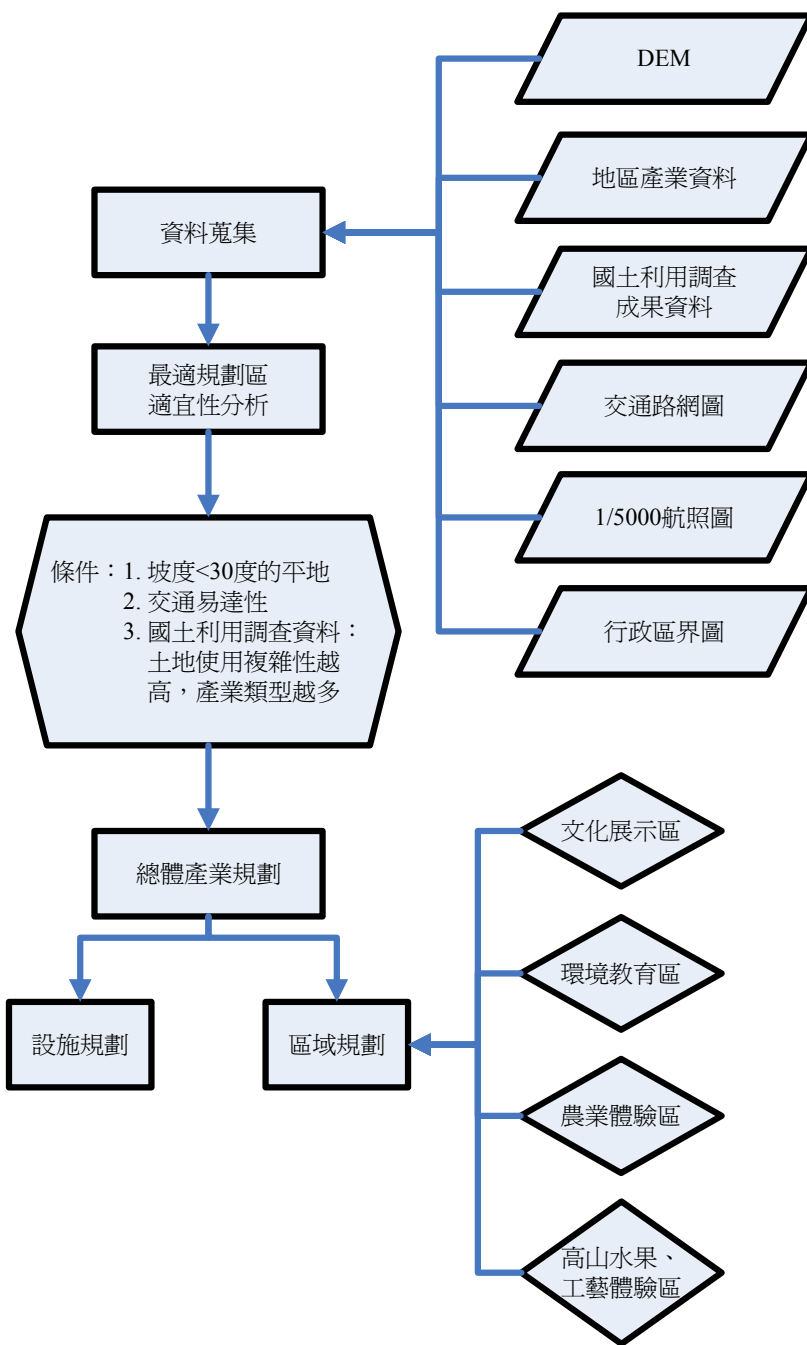 DEM
地區產業資料
資料蒐集
國土利用調查
成果資料
最適規劃區
適宜性分析
交通路網圖
1/5000航照圖
條件：1. 坡度<30度的平地
2. 交通易達性
3. 國土利用調查資料：
土地使用複雜性越
高，產業類型越多
行政區界圖
文化展示區
總體產業規劃
環境教育區
設施規劃
區域規劃
農業體驗區
高山水果、
工藝體驗區